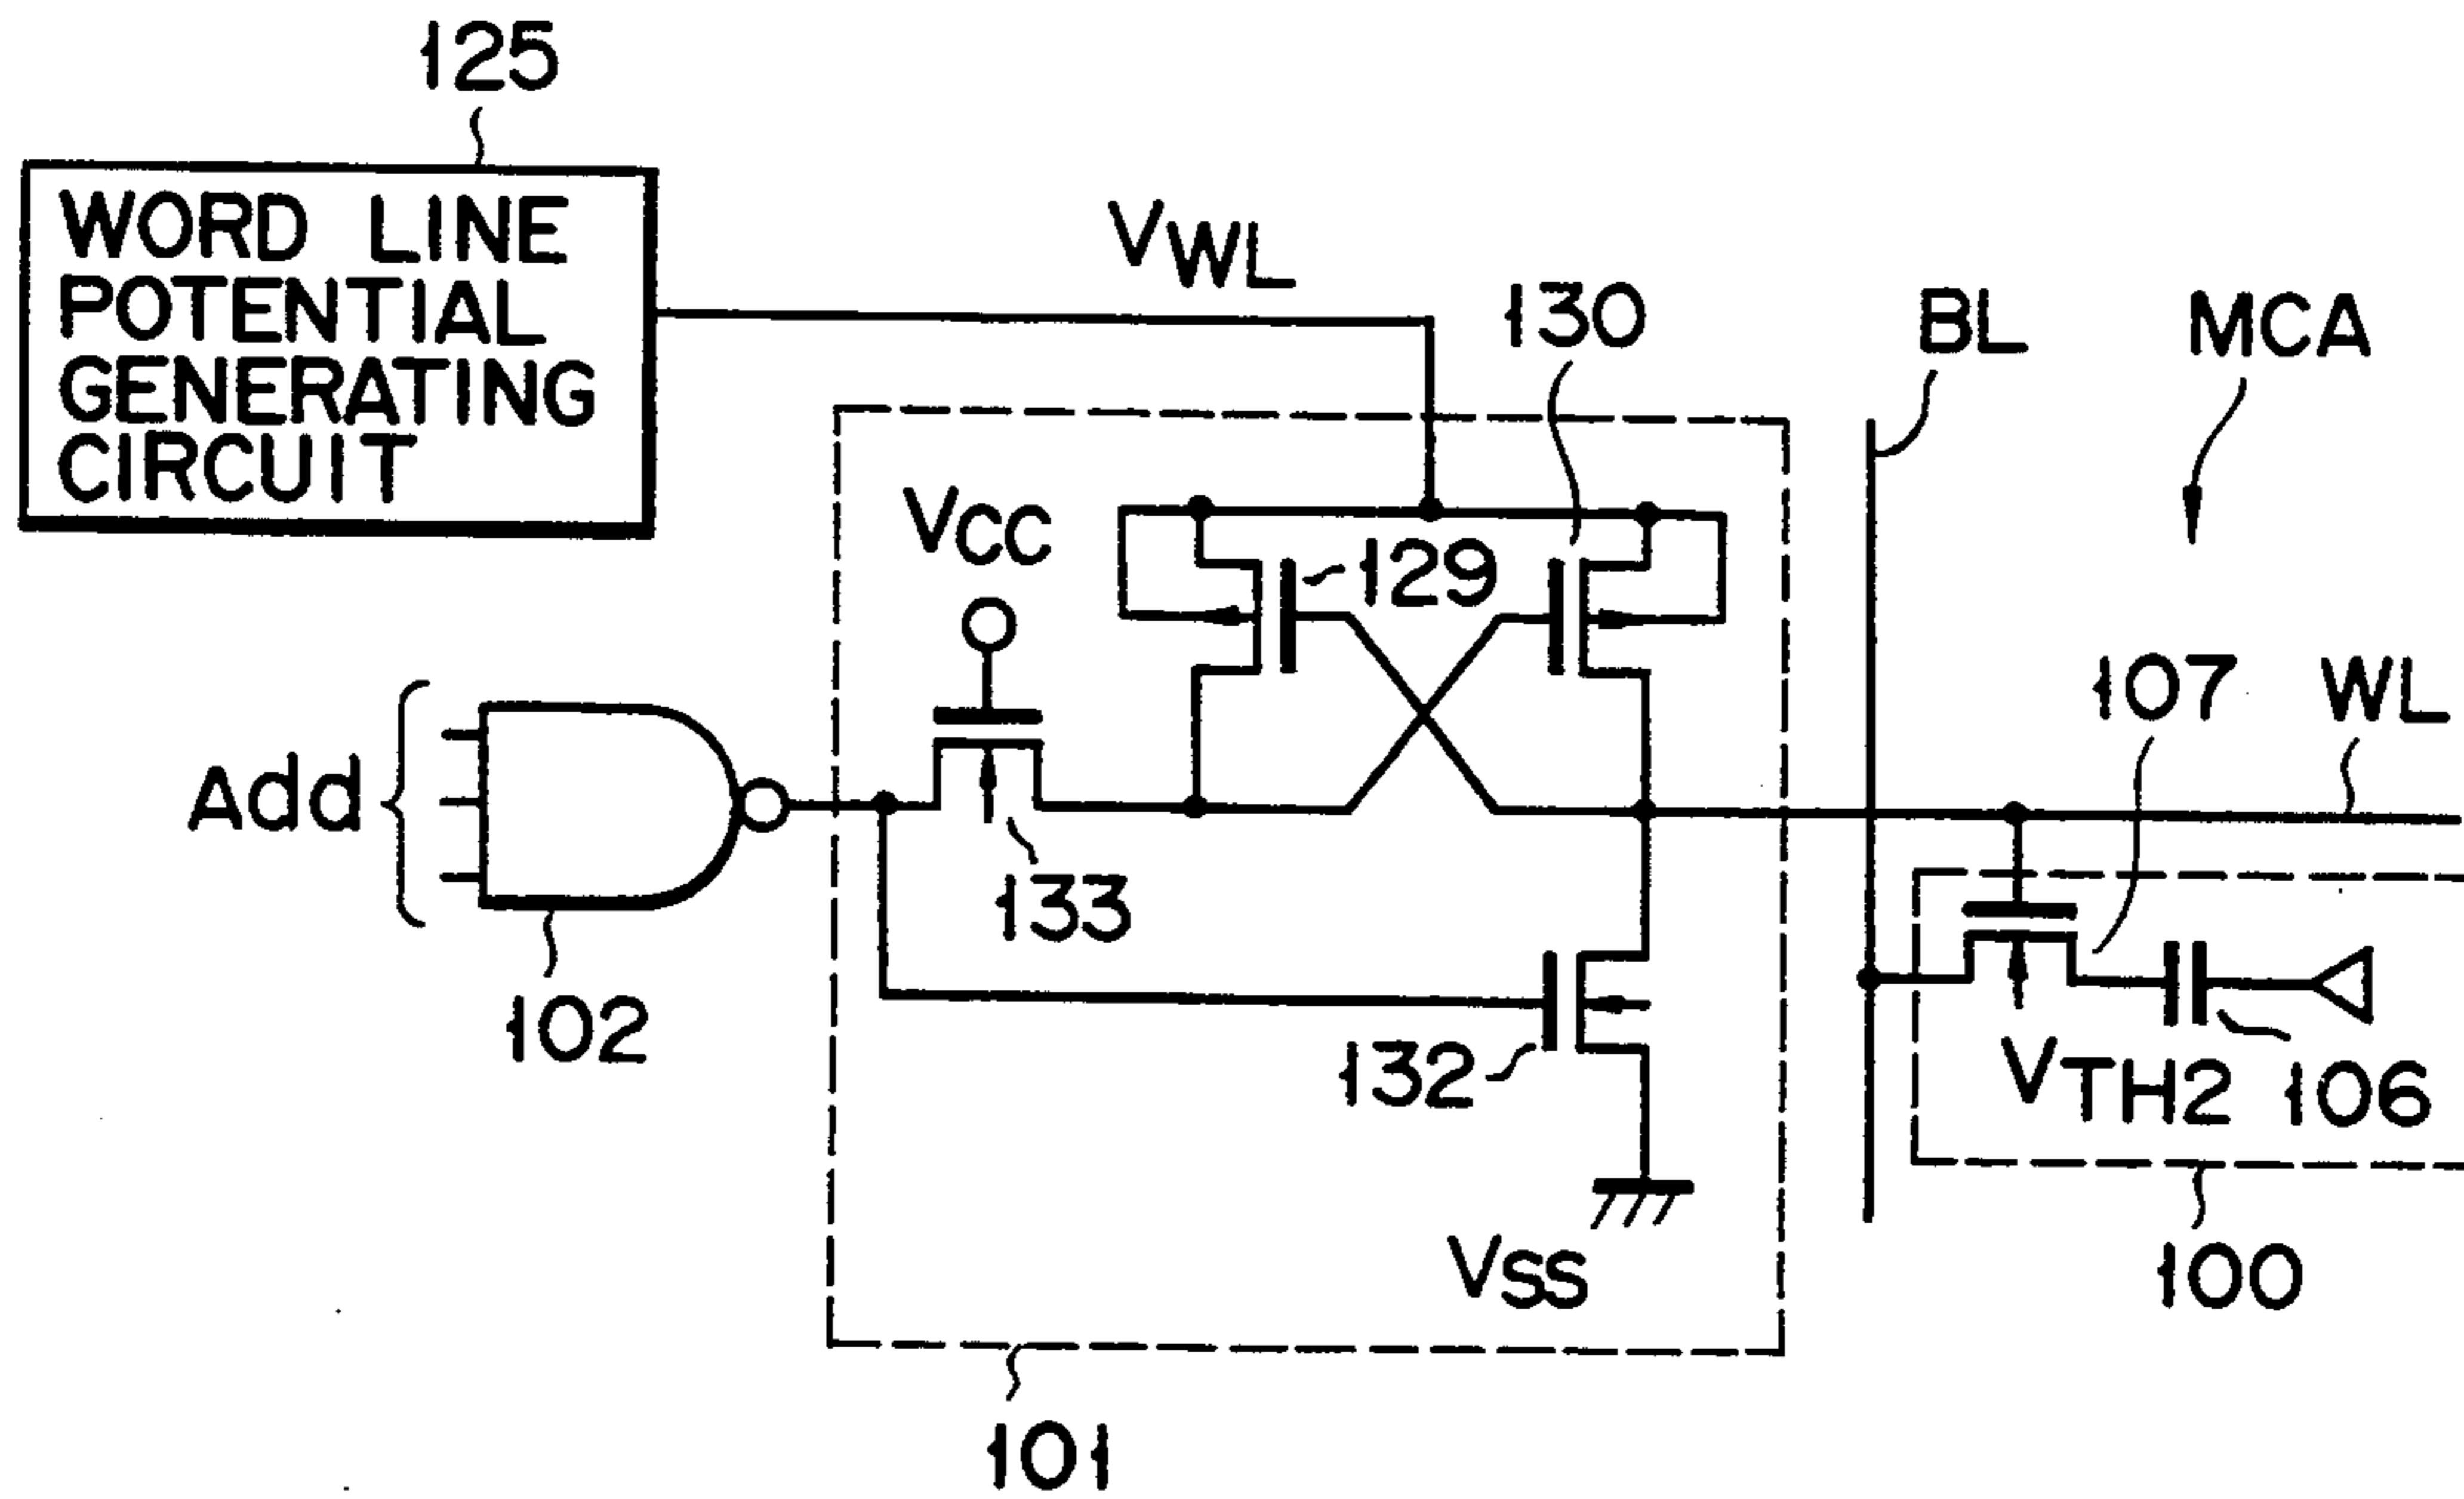 125
WORD LINE
POTENTIAL
GENERATING
CIRCUIT
VWL
130
BL
MCA
VCC
129
107
WL
Add
133
102
132
VTH2
106
VSS
100
101